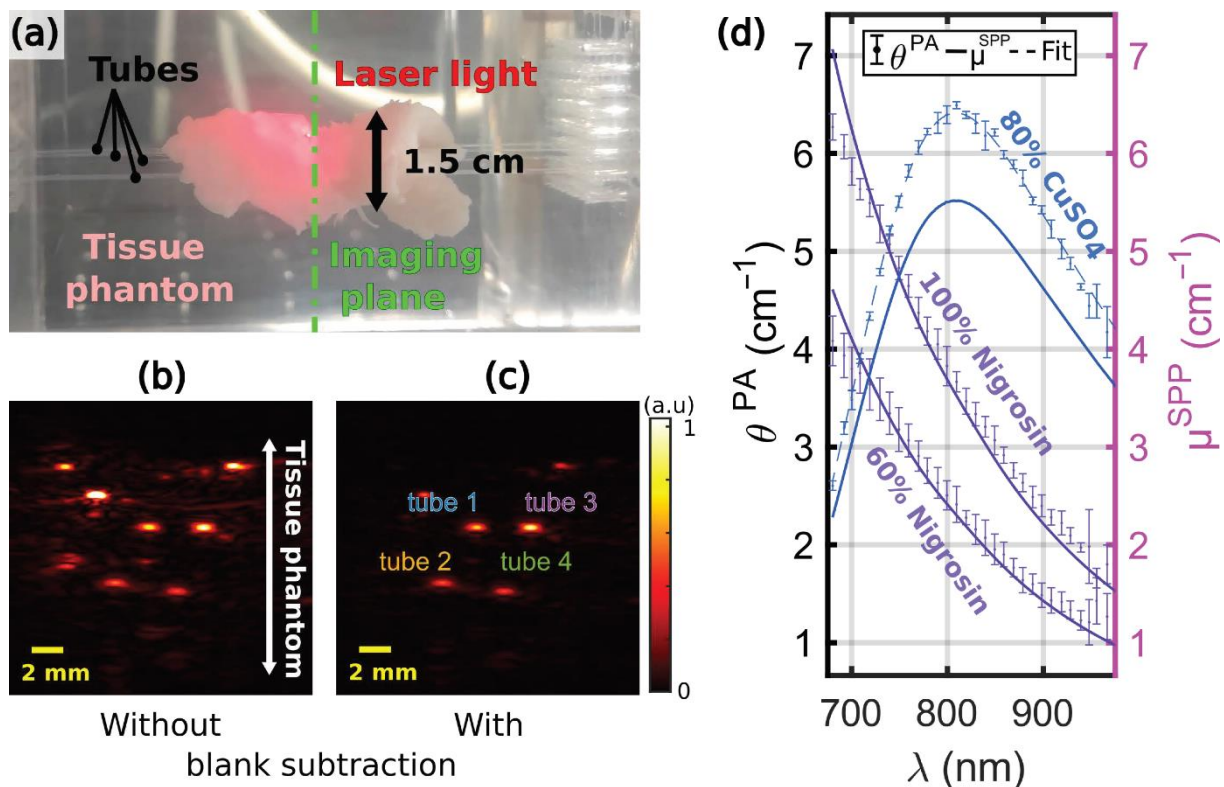 (a)
Tubes
Laser light
1.5 cm
Tissue
phantom
Imaging
plane
(b)
(c)
(a.u)
1
0
Tissue phantom
2 mm
tube 1
tube 3
tube 2
tube 4
2 mm
Without
With
blank subtraction
(d)
θ^PA
μ^SPP
Fit
7
6
5
4
3
2
1
θ^PA (cm⁻¹)
80% CuSO4
100% Nigrosin
60% Nigrosin
7
6
5
4
3
2
1
μ^SPP (cm⁻¹)
700
800
900
λ (nm)